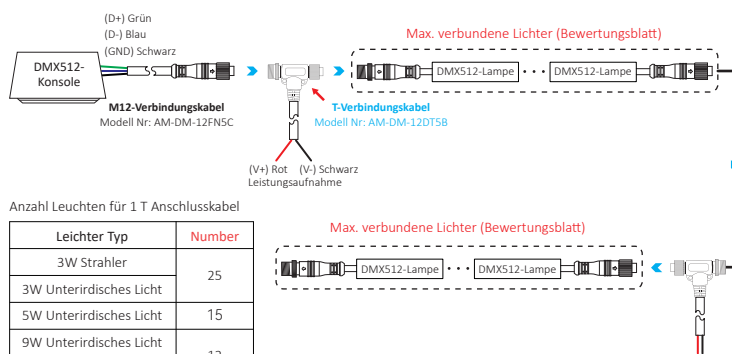 (D+) Grün
(D-) Blau
(GND) Schwarz
DMX512-
Konsole
M12-Verbindungskabel
Modell Nr: AM-DM-12FN5C
T-Verbindungskabel
Modell Nr: AM-DM-12DT5B
(V+) Rot (V-) Schwarz
Leistungsaufnahme
Max. verbundene Lichter (Bewertungsblatt)
DMX512-Lampe ··· DMX512-Lampe
Anzahl Leuchten für 1 T Anschlusskabel
Leichter Typ Number
3W Strahler
25
3W Unterirdisches Licht
5W Unterirdisches Licht 15
9W Unterirdisches Licht
Max. verbundene Lichter (Bewertungsblatt)
DMX512-Lampe ··· DMX512-Lampe